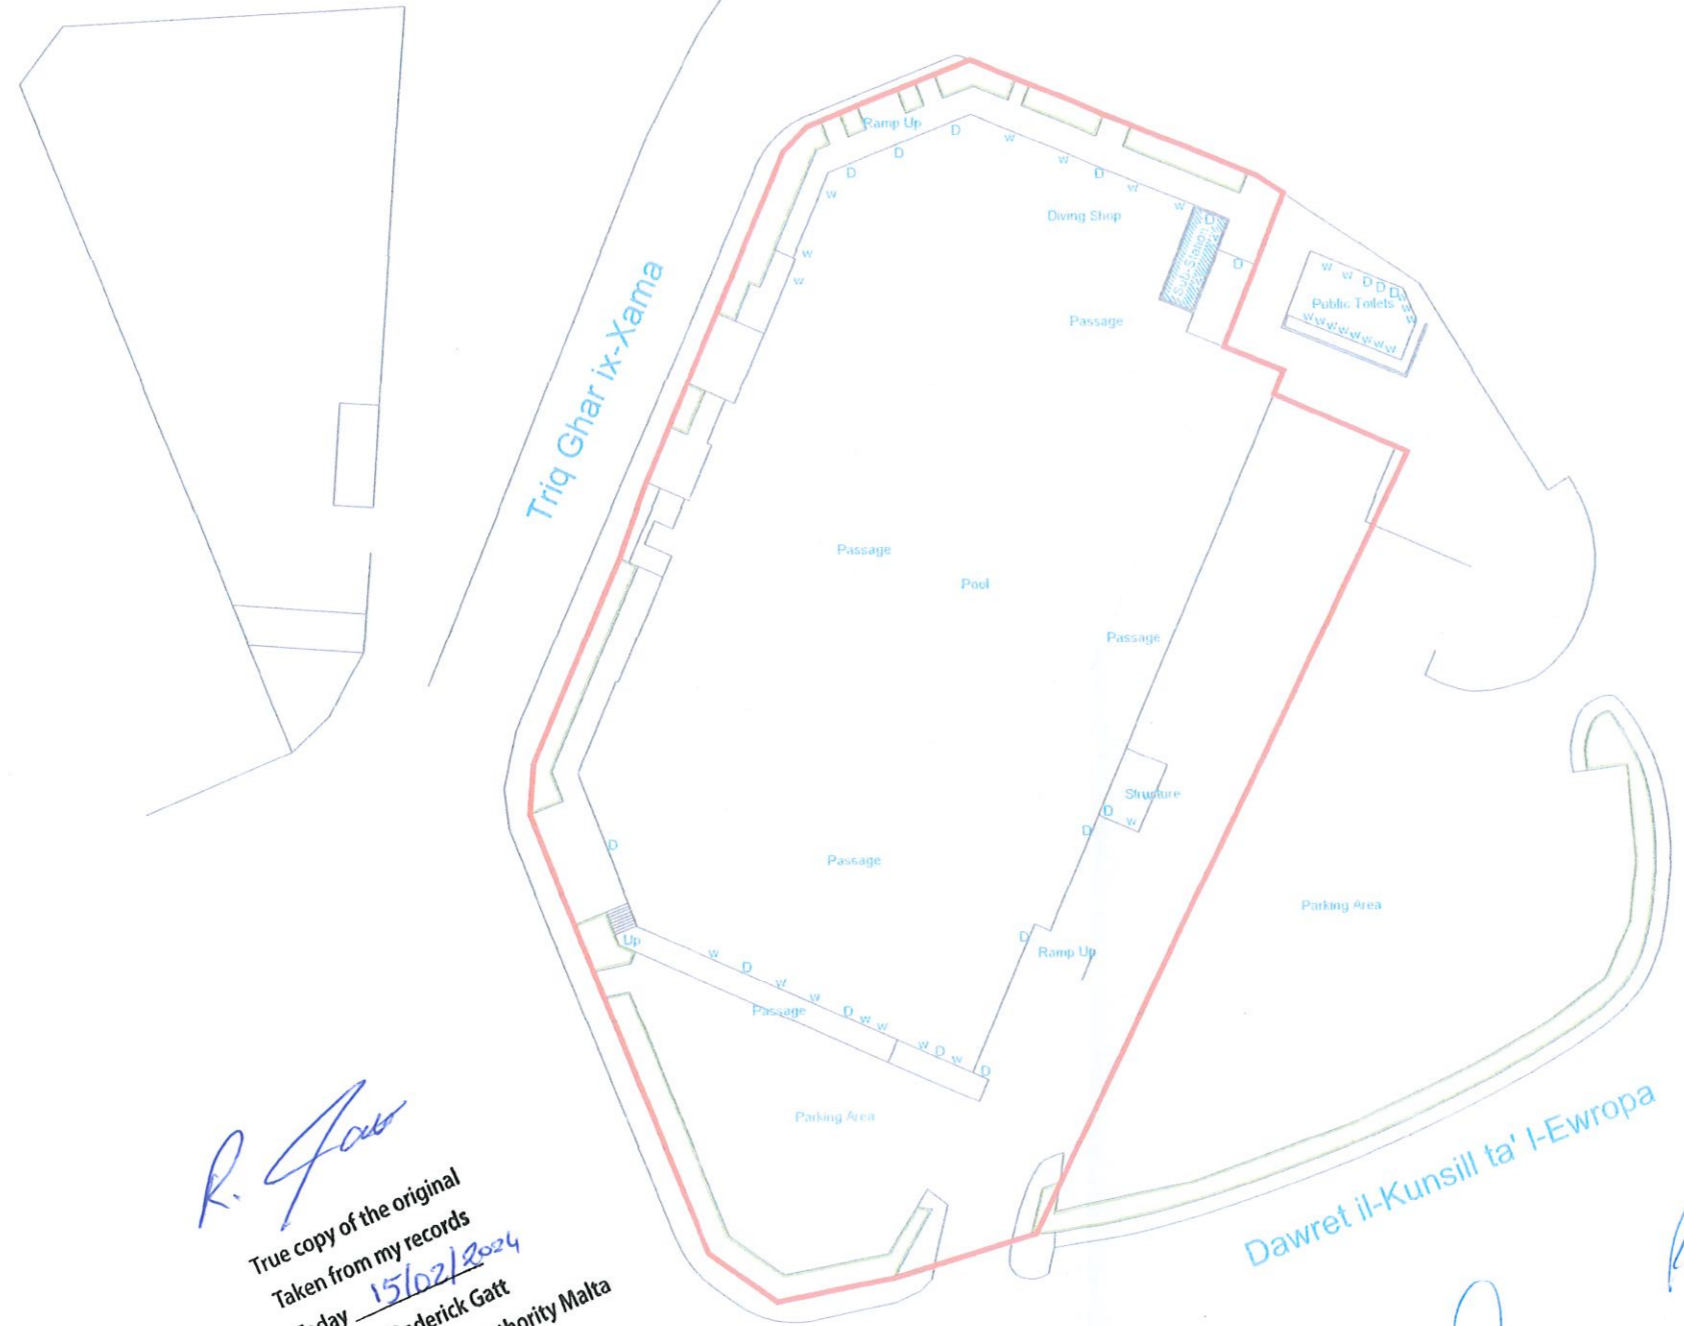 Ramp Up
D
D
D
D
w
w
D
w
w
w
w
w
Diving Shop
D
Sub-Station
D
Passage
w w D D D w
w
w
Public Toilets
w w w w w w w
Triq Ghar ix-Xama
Passage
Pool
Passage
Structure
D
w
D
D
Passage
Parking Area
Up
D
Ramp Up
w
D
w
w
D
w
w
w
D
w
D
Passage
Parking Area
Dawret il-Kunsill ta' l-Ewropa
True copy of the original
Taken from my records
15/02/2024
Gatt
Malta